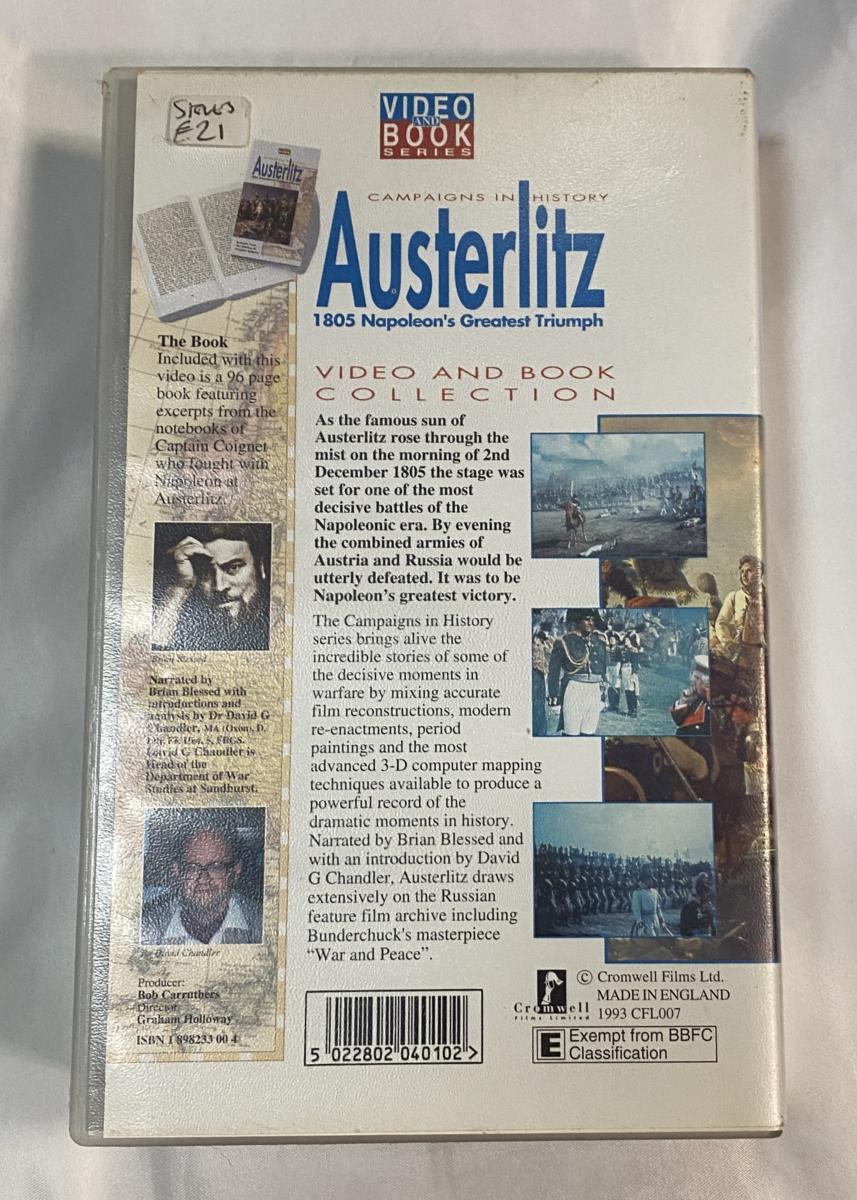 E21
VIDEO
AND
BOOK
SERIES
Austerlitz
CAMPAIGNS IN HISTORY
Austerlitz
1805 Napoleon's Greatest Triumph
VIDEO AND BOOK
COLLECTION
The Book
Included with this
video is a 96 page
book featuring
excerpts from the
notebooks of
Captain Coignet
who fought with
Napoleon at
Austerlitz.
Narrated by
Brian Blessed with
introductions and
analysis by Dr David G
Chandler, MA (Oxon), D.
David G Chandler is
Head of the
Department of War
Studies at Sandhurst.
Dr David Chandler
Producer:
Bob Carruthers
Director:
Graham Holloway
ISBN 1 898233 00 4
As the famous sun of
Austerlitz rose through the
mist on the morning of 2nd
December 1805 the stage was
set for one of the most
decisive battles of the
Napoleonic era. By evening
the combined armies of
Austria and Russia would be
utterly defeated. It was to be
Napoleon's greatest victory.
The Campaigns in History
series brings alive the
incredible stories of some of
the decisive moments in
warfare by mixing accurate
film reconstructions, modern
re-enactments, period
paintings and the most
advanced 3-D computer mapping
techniques available to produce a
powerful record of the
dramatic moments in history.
Narrated by Brian Blessed and
with an introduction by David
G Chandler, Austerlitz draws
extensively on the Russian
feature film archive including
Bunderchuck's masterpiece
"War and Peace".
5 022802 040102 >
Cromwell
Films Limited
© Cromwell Films Ltd.
MADE IN ENGLAND
1993 CFL007
E Exempt from BBFC
Classification